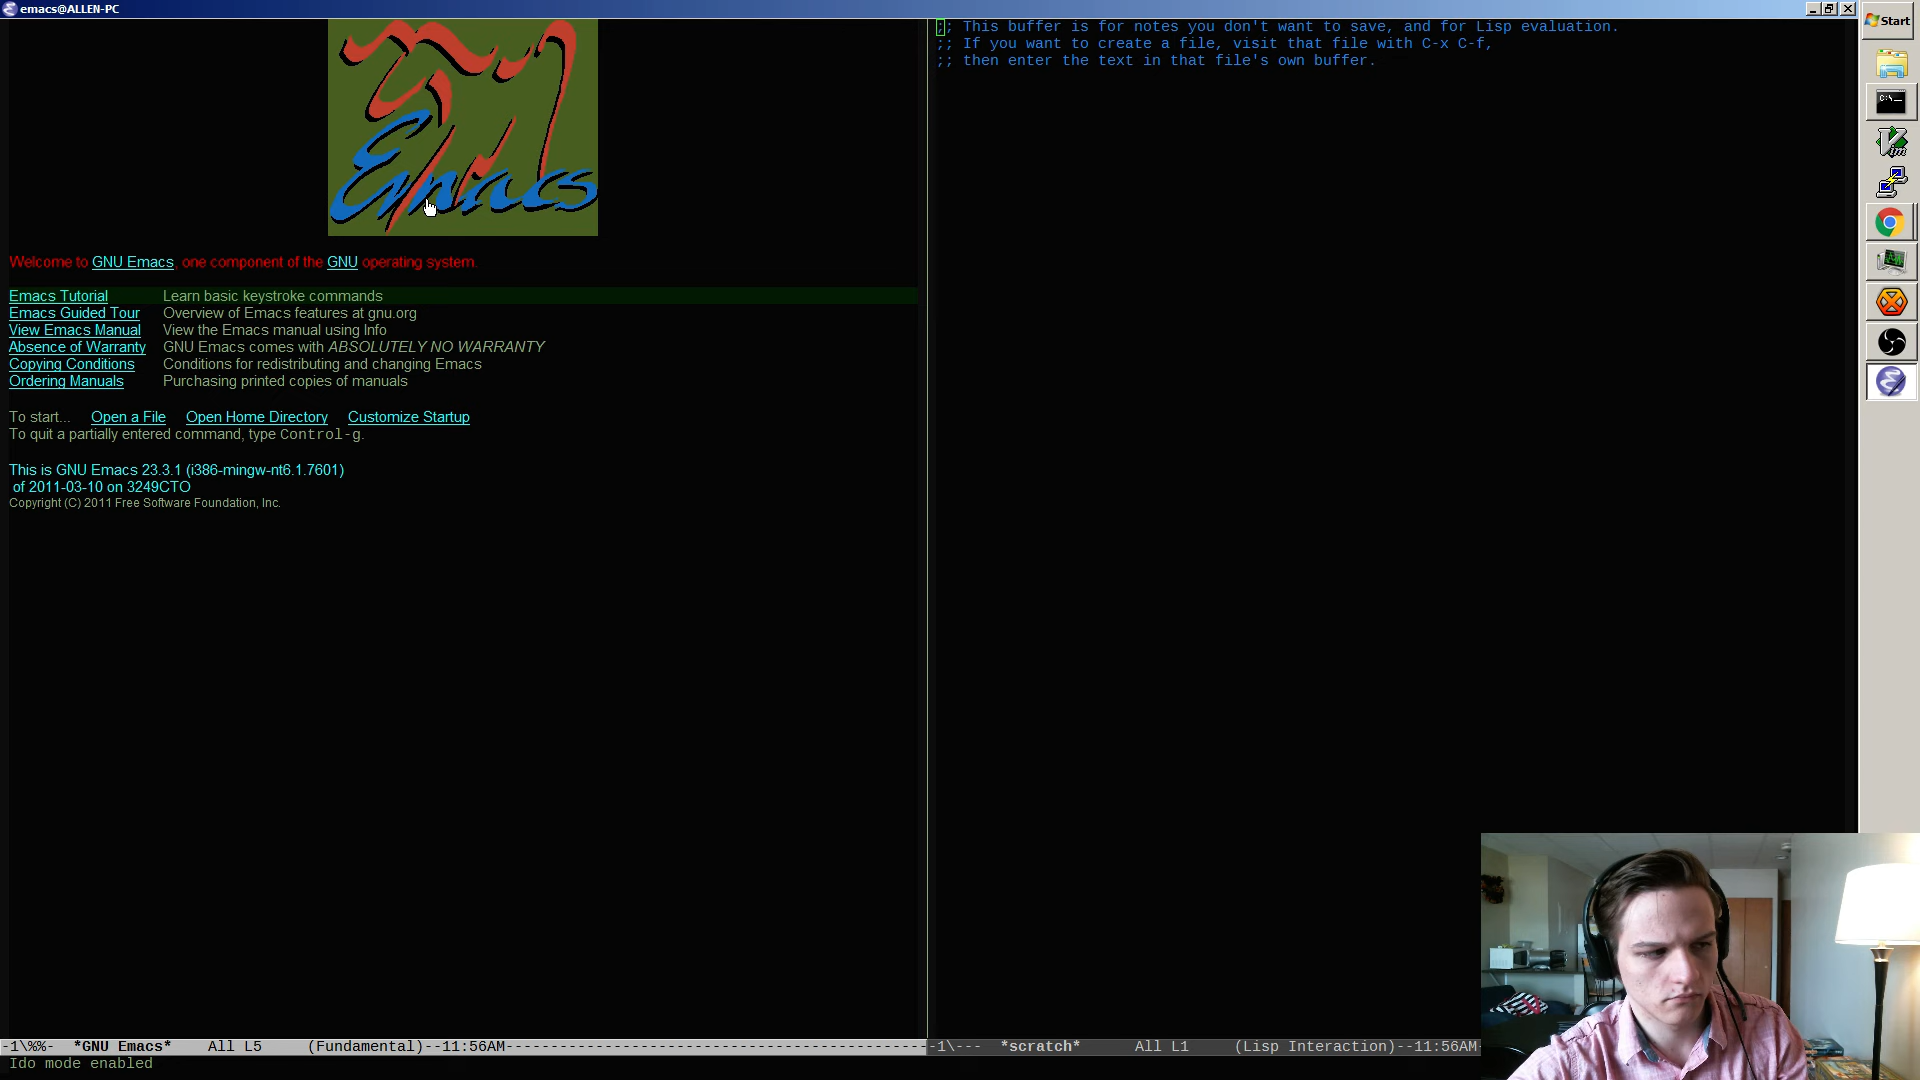 emacs@ALLEN-PC
Emacs
Welcome to GNU Emacs, one component of the GNU operating system.
Emacs Tutorial Learn basic keystroke commands
Emacs Guided Tour Overview of Emacs features at gnu.org
View Emacs Manual View the Emacs manual using Info
Absence of Warranty GNU Emacs comes with ABSOLUTELY NO WARRANTY
Copying Conditions Conditions for redistributing and changing Emacs
Ordering Manuals Purchasing printed copies of manuals
To start... Open a File Open Home Directory Customize Startup
To quit a partially entered command, type Control-g.
This is GNU Emacs 23.3.1 (i386-mingw-nt6.1.7601)
of 2011-03-10 on 3249CTO
Copyright (C) 2011 Free Software Foundation, Inc.
-1\%%- *GNU Emacs* All L5 (Fundamental)--11:56AM-----------------------------------------------
Ido mode enabled
;; This buffer is for notes you don't want to save, and for Lisp evaluation.
;; If you want to create a file, visit that file with C-x C-f,
;; then enter the text in that file's own buffer.
-1\--- *scratch* All L1 (Lisp Interaction)--11:56AM-
Start
C:\._
Vim